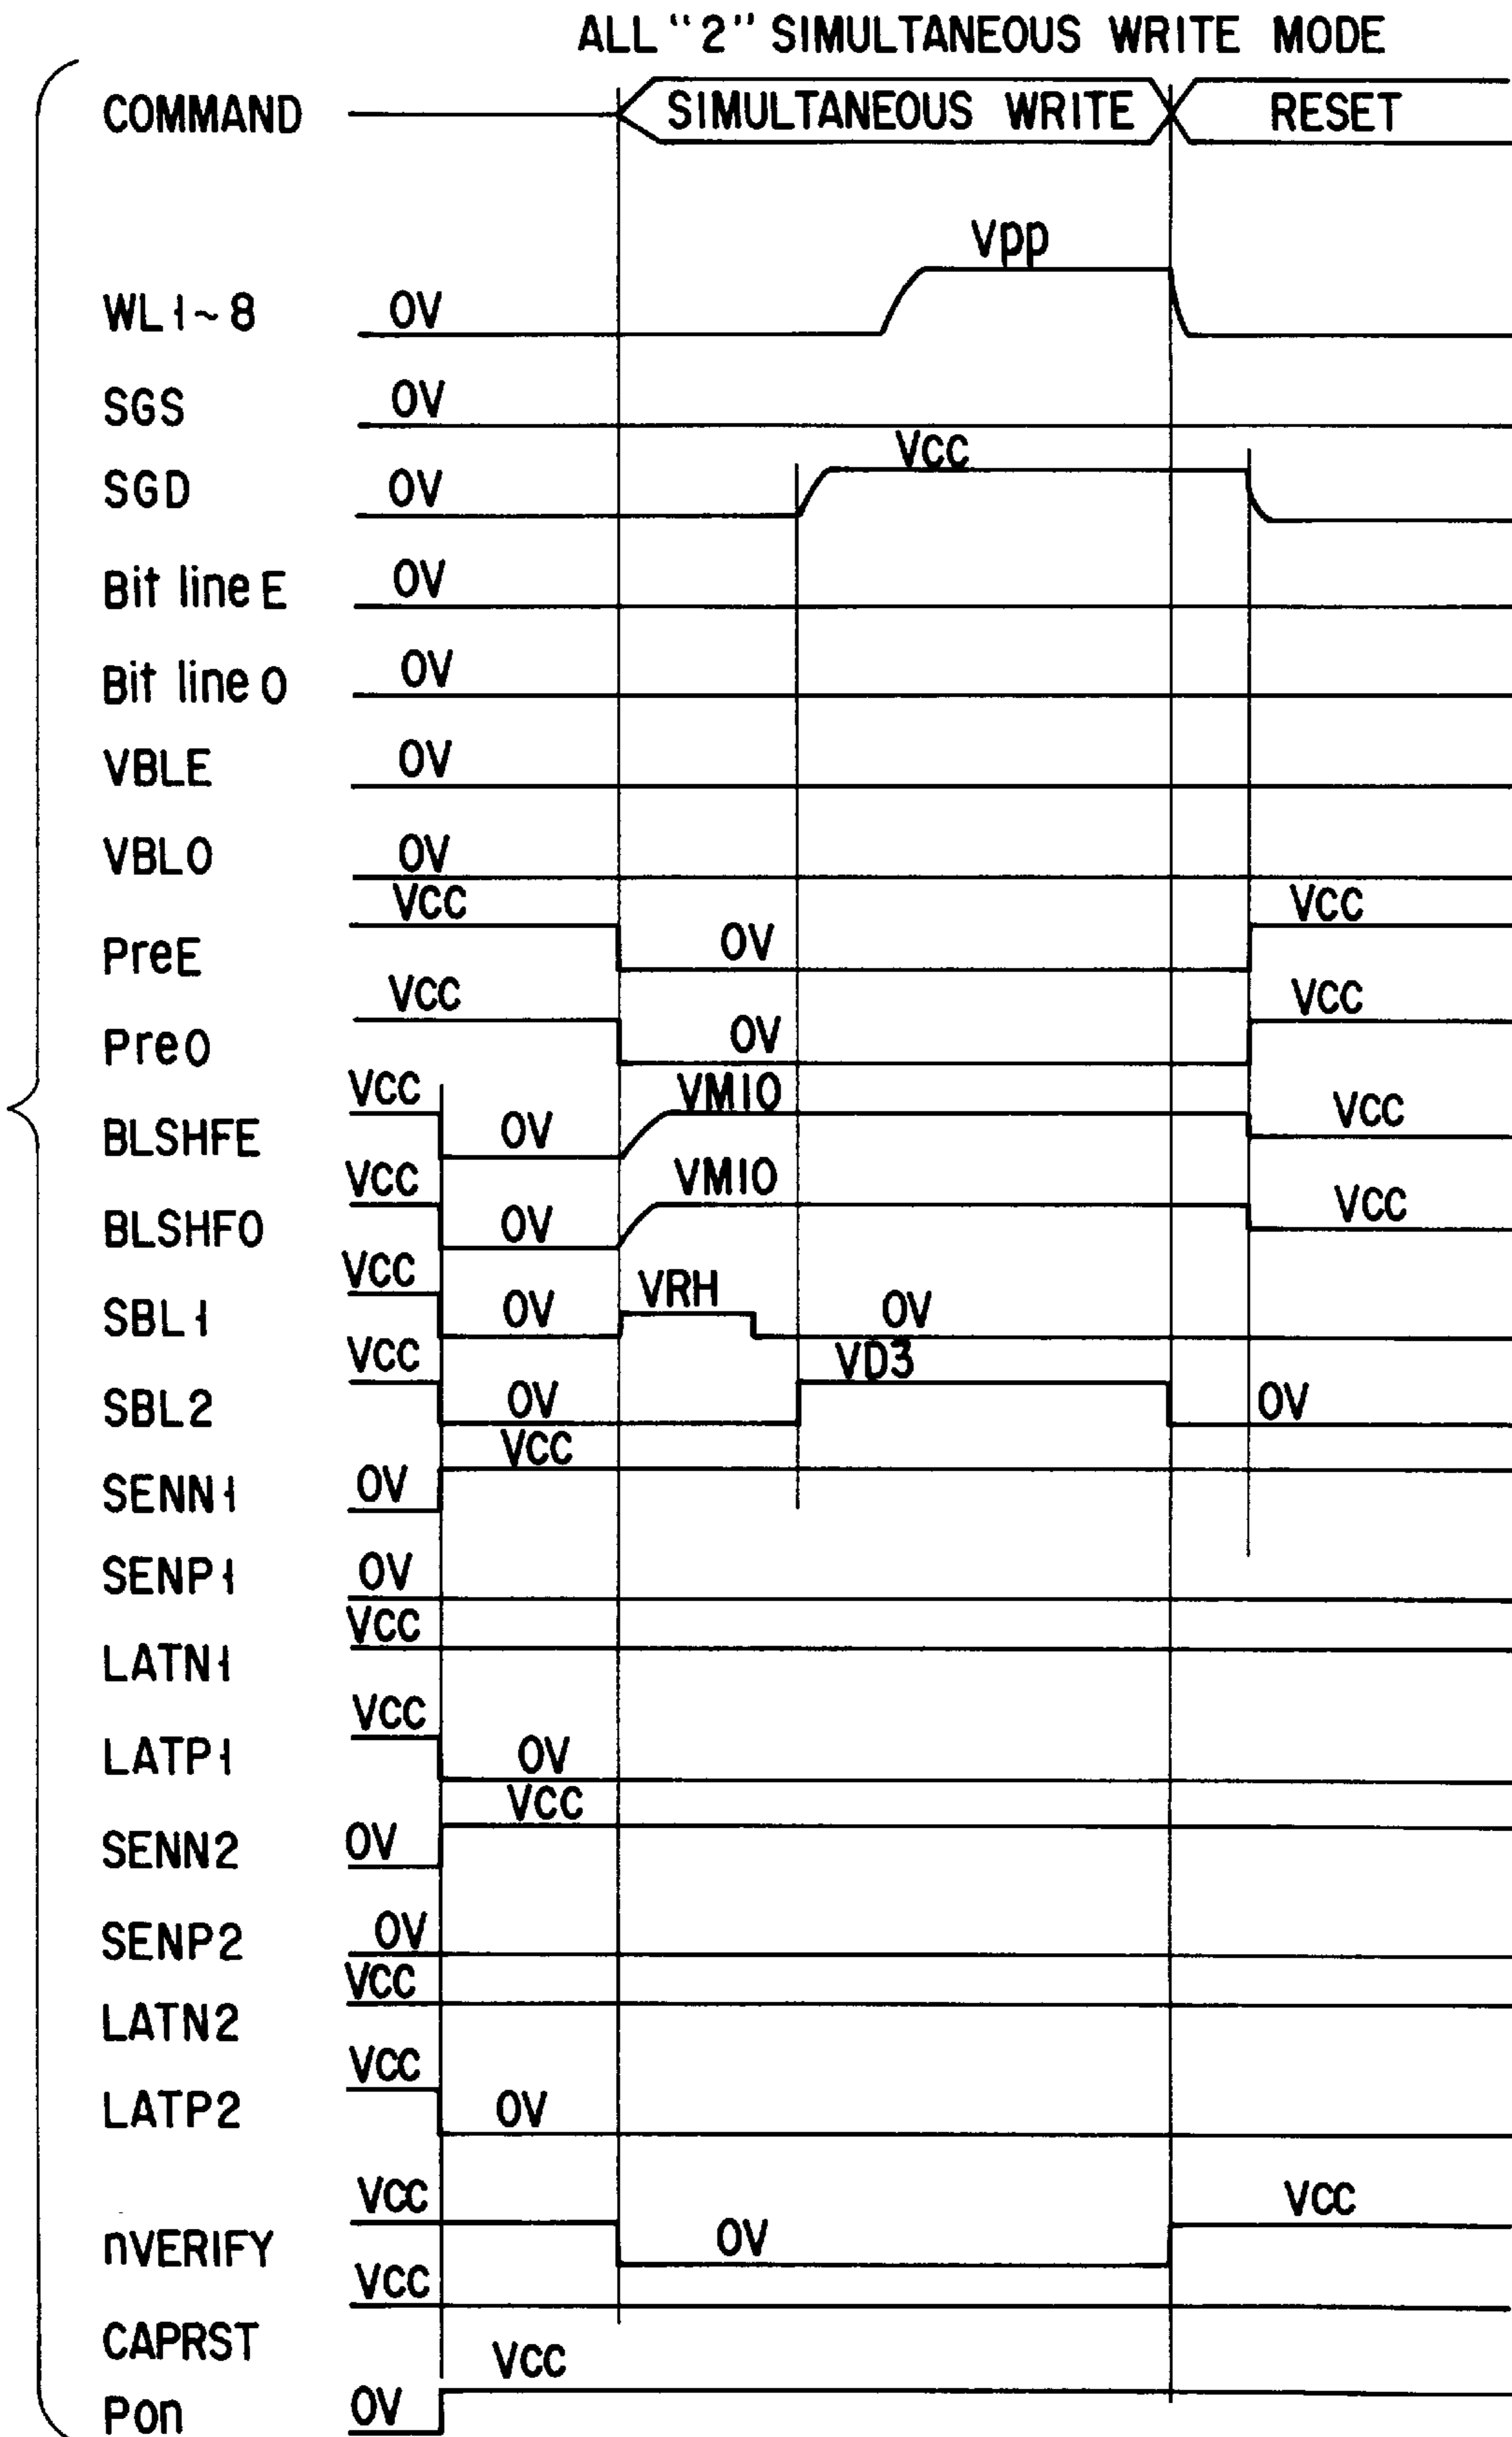 ALL "2" SIMULTANEOUS WRITE MODE
COMMAND SIMULTANEOUS WRITE RESET
Vpp
WL1~8 0V
SGS 0V
VCC
SGD 0V
Bit line E 0V
Bit line O 0V
VBLE 0V
VBLO 0V
VCC VCC
PreE 0V
VCC VCC
PreO 0V
VCC VM10 VCC
BLSHFE 0V
VCC VM10 VCC
BLSHFO 0V
VCC VRH
SBL1 0V 0V
VCC VD3
SBL2 0V 0V
VCC
SENN1 0V
SENP1 0V
VCC
LATN1
VCC
LATP1 0V
VCC
SENN2 0V
SENP2 0V
VCC
LATN2
VCC
LATP2 0V
VCC VCC
nVERIFY 0V
VCC
CAPRST
VCC
Pon 0V